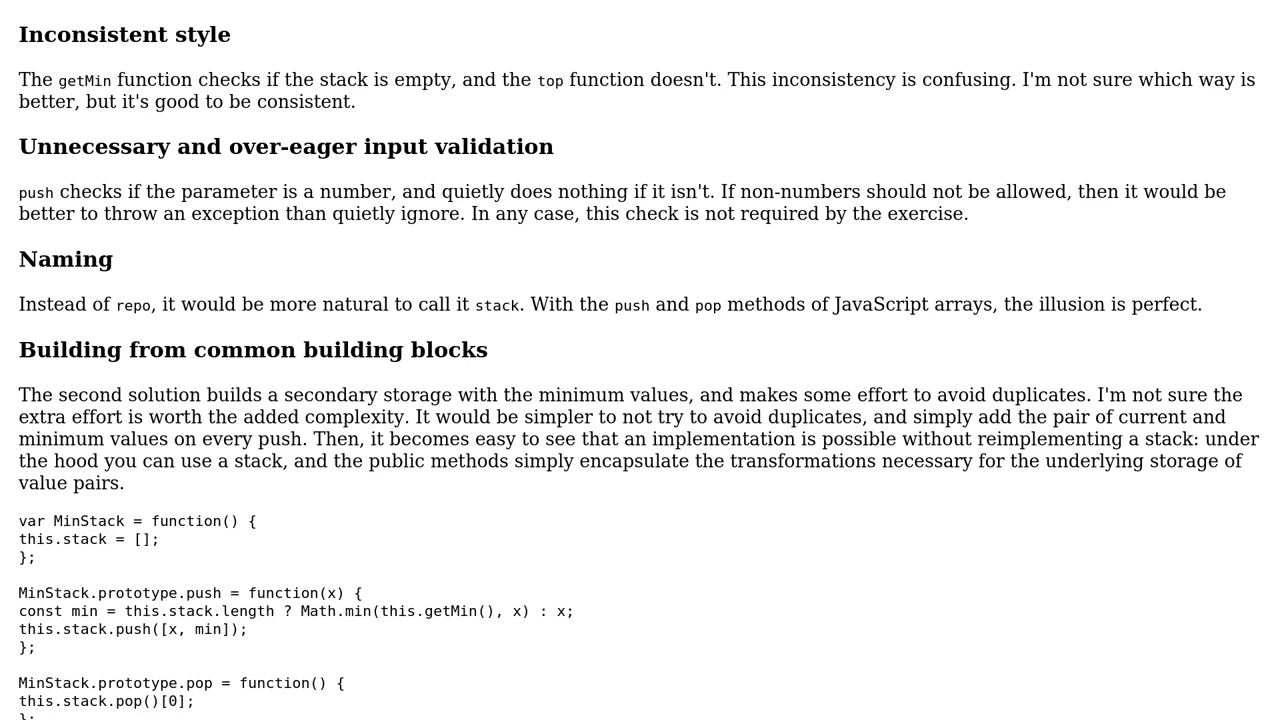 Inconsistent style
The getMin function checks if the stack is empty, and the top function doesn't. This inconsistency is confusing. I'm not sure which way is
better, but it's good to be consistent.
Unnecessary and over-eager input validation
push checks if the parameter is a number, and quietly does nothing if it isn't. If non-numbers should not be allowed, then it would be
better to throw an exception than quietly ignore. In any case, this check is not required by the exercise.
Naming
Instead of repo, it would be more natural to call it stack. With the push and pop methods of JavaScript arrays, the illusion is perfect.
Building from common building blocks
The second solution builds a secondary storage with the minimum values, and makes some effort to avoid duplicates. I'm not sure the
extra effort is worth the added complexity. It would be simpler to not try to avoid duplicates, and simply add the pair of current and
minimum values on every push. Then, it becomes easy to see that an implementation is possible without reimplementing a stack: under
the hood you can use a stack, and the public methods simply encapsulate the transformations necessary for the underlying storage of
value pairs.
var MinStack = function() {
this.stack = [];
};
MinStack.prototype.push = function(x) {
const min = this.stack.length ? Math.min(this.getMin(), x) : x;
this.stack.push([x, min]);
};
MinStack.prototype.pop = function() {
this.stack.pop()[0];
};